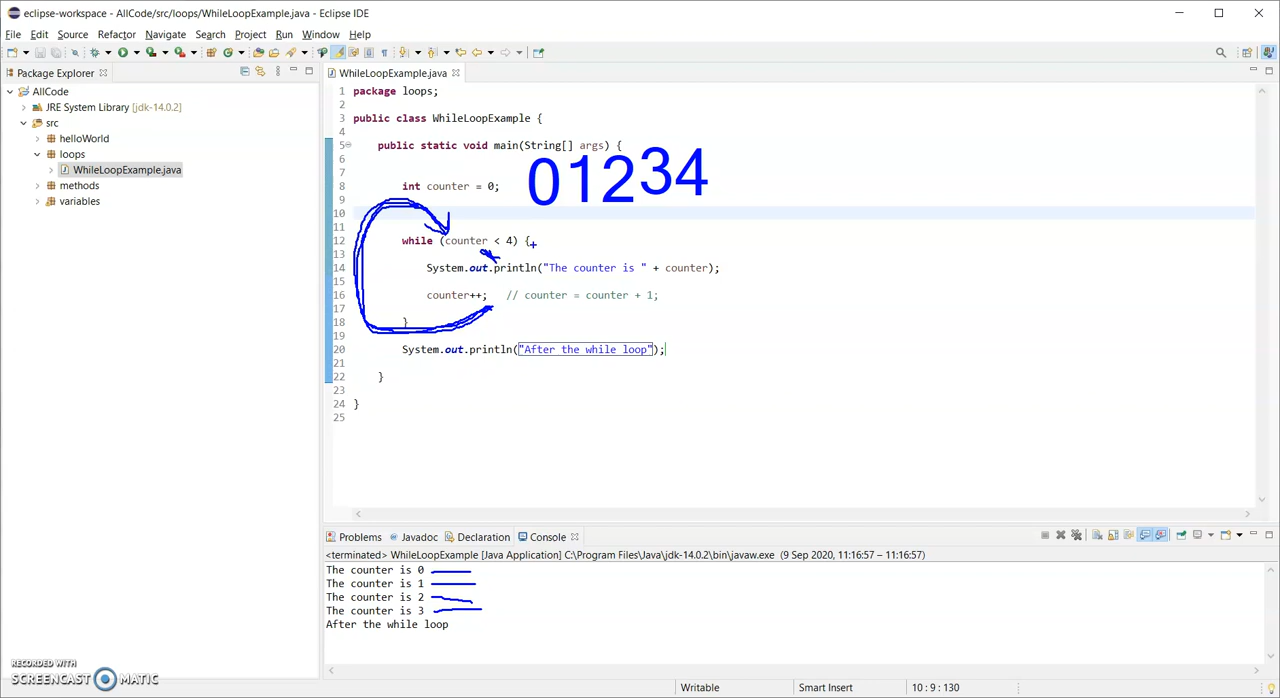 eclipse-workspace - AllCode/src/loops/WhileLoopExample.java - Eclipse IDE
File Edit Source Refactor Navigate Search Project Run Window Help
Package Explorer
AllCode
JRE System Library [jdk-14.0.2]
src
helloWorld
loops
WhileLoopExample.java
methods
variables
WhileLoopExample.java
1 package loops;
2
3 public class WhileLoopExample {
4
5 public static void main(String[] args) {
6
7
8 int counter = 0;
01234
9
10
11
12 while (counter < 4) {
13
14 System.out.println("The counter is " + counter);
15
16 counter++; // counter = counter + 1;
17
18 }
19
20 System.out.println("After the while loop");
21
22 }
23
24 }
25
Problems Javadoc Declaration Console
<terminated> WhileLoopExample [Java Application] C:\Program Files\Java\jdk-14.0.2\bin\javaw.exe (9 Sep 2020, 11:16:57 – 11:16:57)
The counter is 0
The counter is 1
The counter is 2
The counter is 3
After the while loop
RECORDED WITH
SCREENCAST MATIC
Writable Smart Insert 10 : 9 : 130